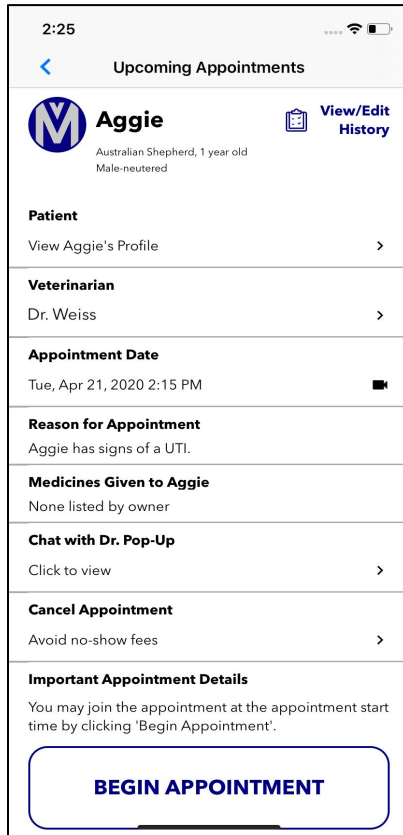 2:25
Upcoming Appointments
M
Aggie
View/Edit
History
Australian Shepherd, 1 year old
Male-neutered
Patient
View Aggie's Profile
Veterinarian
Dr. Weiss
Appointment Date
Tue, Apr 21, 2020 2:15 PM
Reason for Appointment
Aggie has signs of a UTI.
Medicines Given to Aggie
None listed by owner
Chat with Dr. Pop-Up
Click to view
Cancel Appointment
Avoid no-show fees
Important Appointment Details
You may join the appointment at the appointment start
time by clicking 'Begin Appointment'.
BEGIN APPOINTMENT